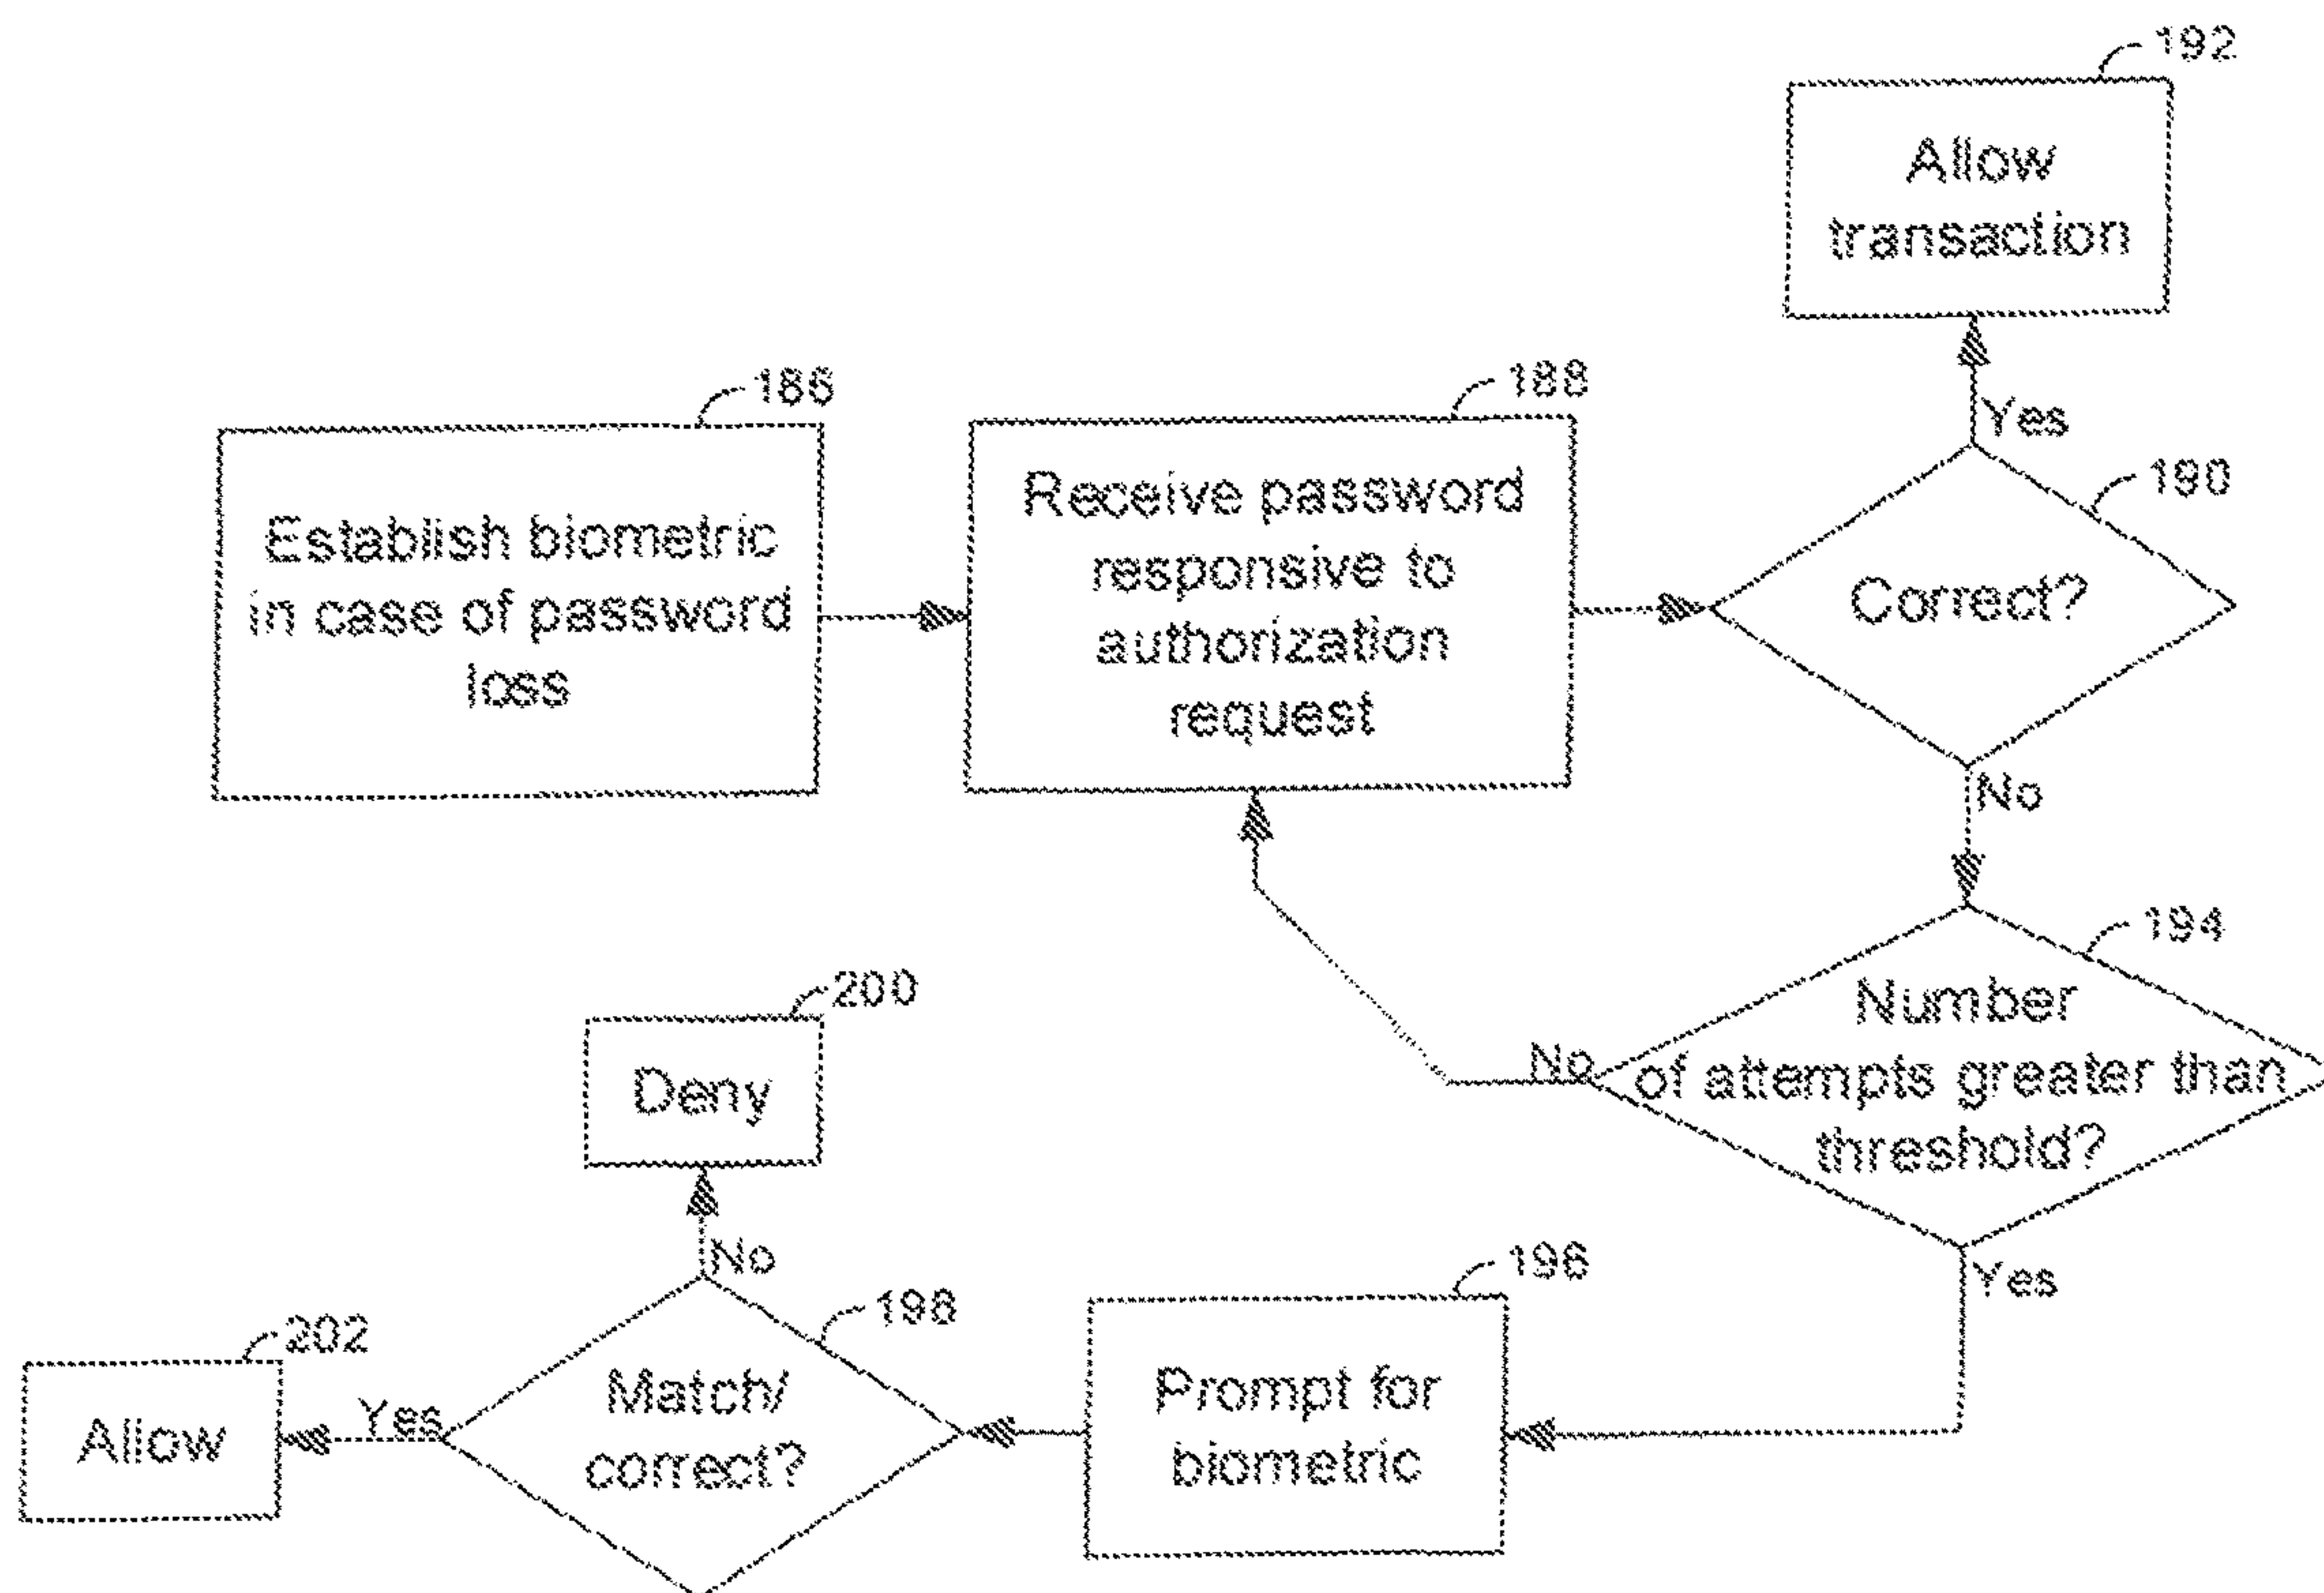 192
Allow
transaction
Yes
186
Establish biometric
in case of password
loss
188
Receive password
responsive to
authorization
request
190
Correct?
No
194
Number
of attempts greater than
threshold?
No
Yes
196
Prompt for
biometric
198
Match/
correct?
No
200
Deny
Yes
202
Allow